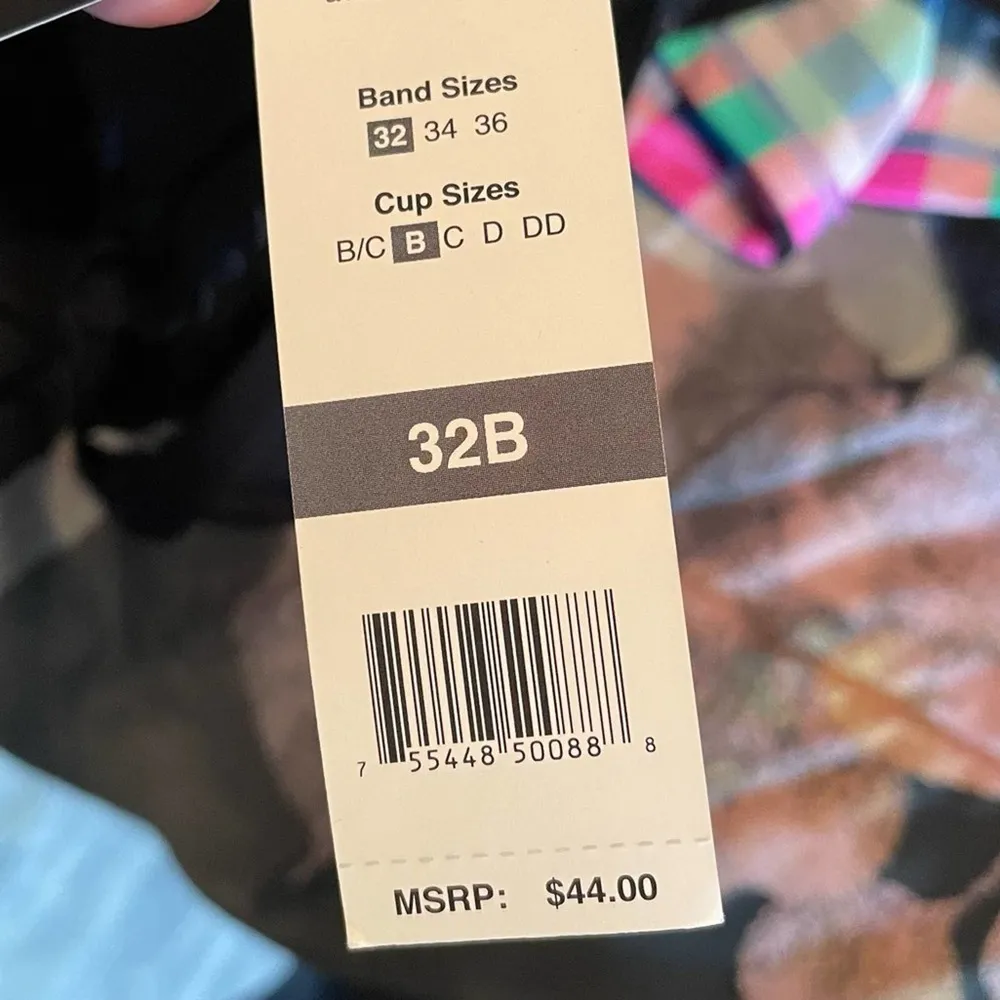 Band Sizes
32 34 36
Cup Sizes
B/C B C D DD
32B
7 55448 50088 8
MSRP: $44.00